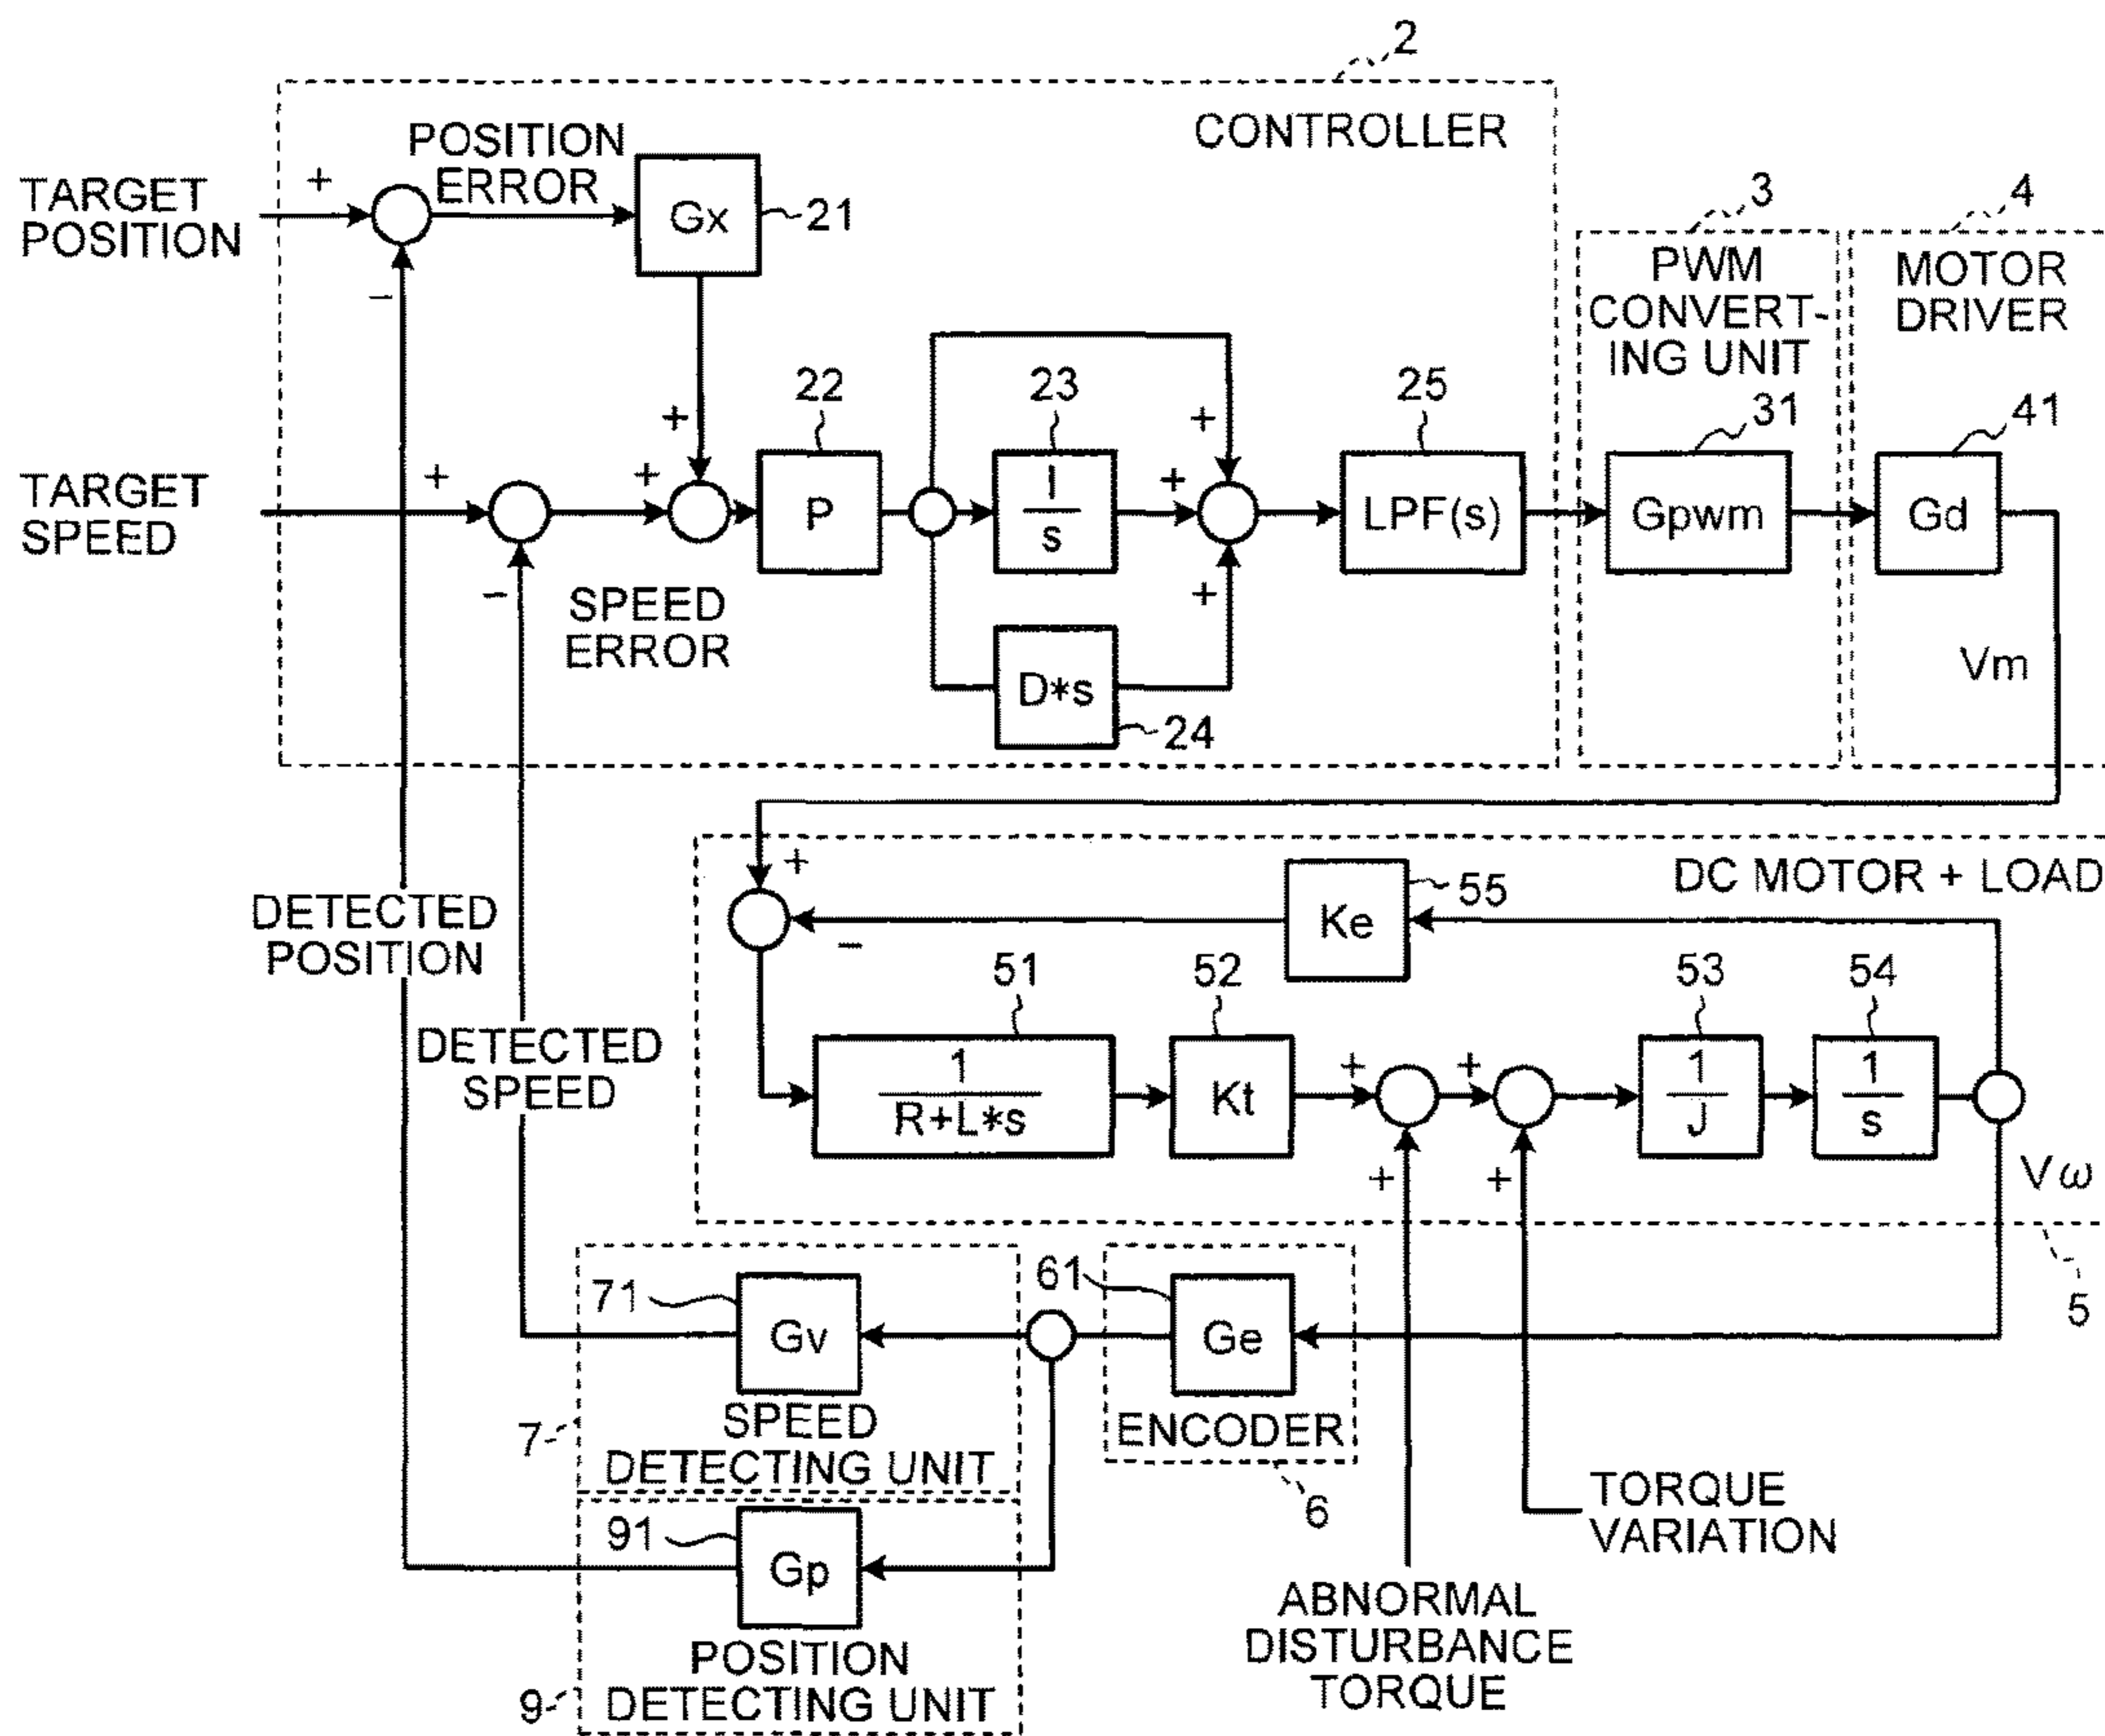 2
CONTROLLER
POSITION
ERROR
TARGET
POSITION
+
−
Gx
21
3
PWM
CONVERT-
ING UNIT
4
MOTOR
DRIVER
TARGET
SPEED
+
−
+
+
22
P
23
I
s
D*s
24
+
+
+
25
LPF(s)
31
Gpwm
41
Gd
SPEED
ERROR
Vm
DC MOTOR + LOAD
+
−
Ke
55
DETECTED
POSITION
DETECTED
SPEED
51
1
R+L*s
52
Kt
+
+
+
+
53
1
J
54
1
s
Vω
5
71
Gv
SPEED
DETECTING UNIT
7
61
Ge
ENCODER
6
91
Gp
POSITION
DETECTING UNIT
9
TORQUE
VARIATION
ABNORMAL
DISTURBANCE
TORQUE